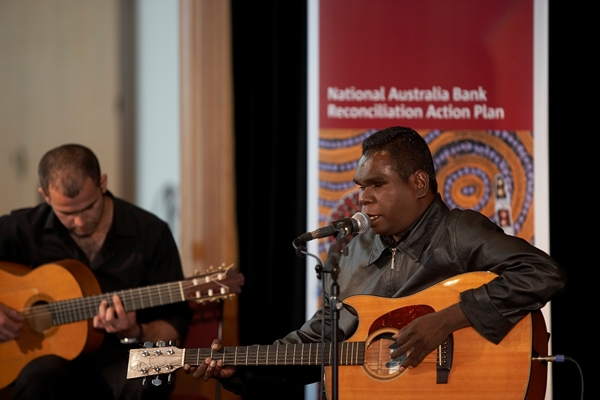 National Australia Bank
Reconciliation Action Plan